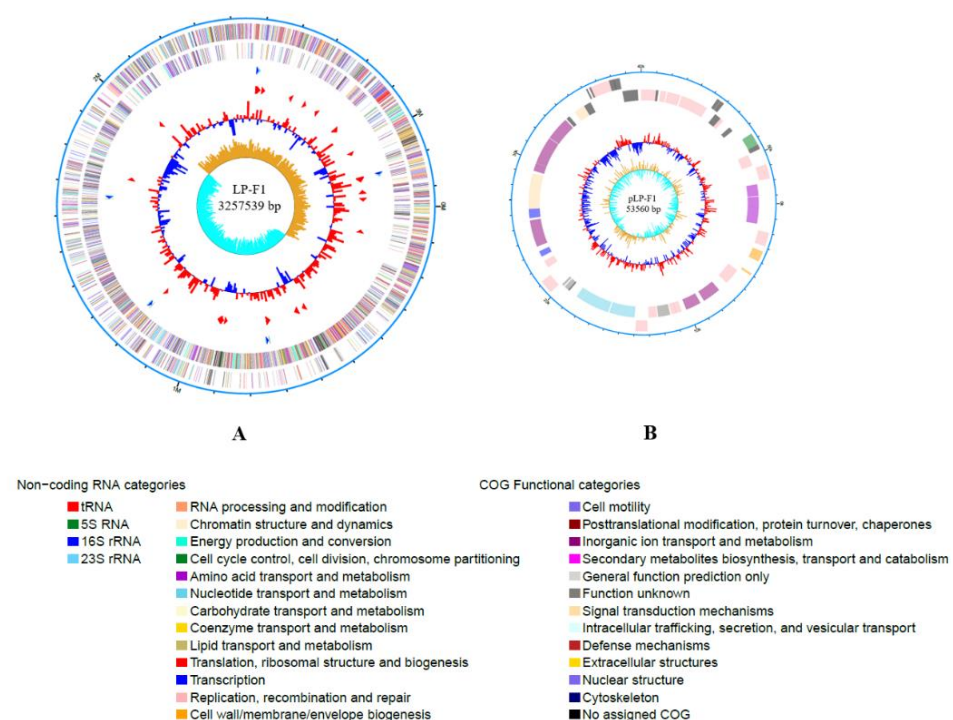 LP-F1
3257539 bp
pLP-F1
53560 bp
2M
3M
0M
1M
A
B
Non-coding RNA categories
COG Functional categories
tRNA
5S RNA
16S rRNA
23S rRNA
RNA processing and modification
Chromatin structure and dynamics
Energy production and conversion
Cell cycle control, cell division, chromosome partitioning
Amino acid transport and metabolism
Nucleotide transport and metabolism
Carbohydrate transport and metabolism
Coenzyme transport and metabolism
Lipid transport and metabolism
Translation, ribosomal structure and biogenesis
Transcription
Replication, recombination and repair
Cell wall/membrane/envelope biogenesis
Cell motility
Posttranslational modification, protein turnover, chaperones
Inorganic ion transport and metabolism
Secondary metabolites biosynthesis, transport and catabolism
General function prediction only
Function unknown
Signal transduction mechanisms
Intracellular trafficking, secretion, and vesicular transport
Defense mechanisms
Extracellular structures
Nuclear structure
Cytoskeleton
No assigned COG